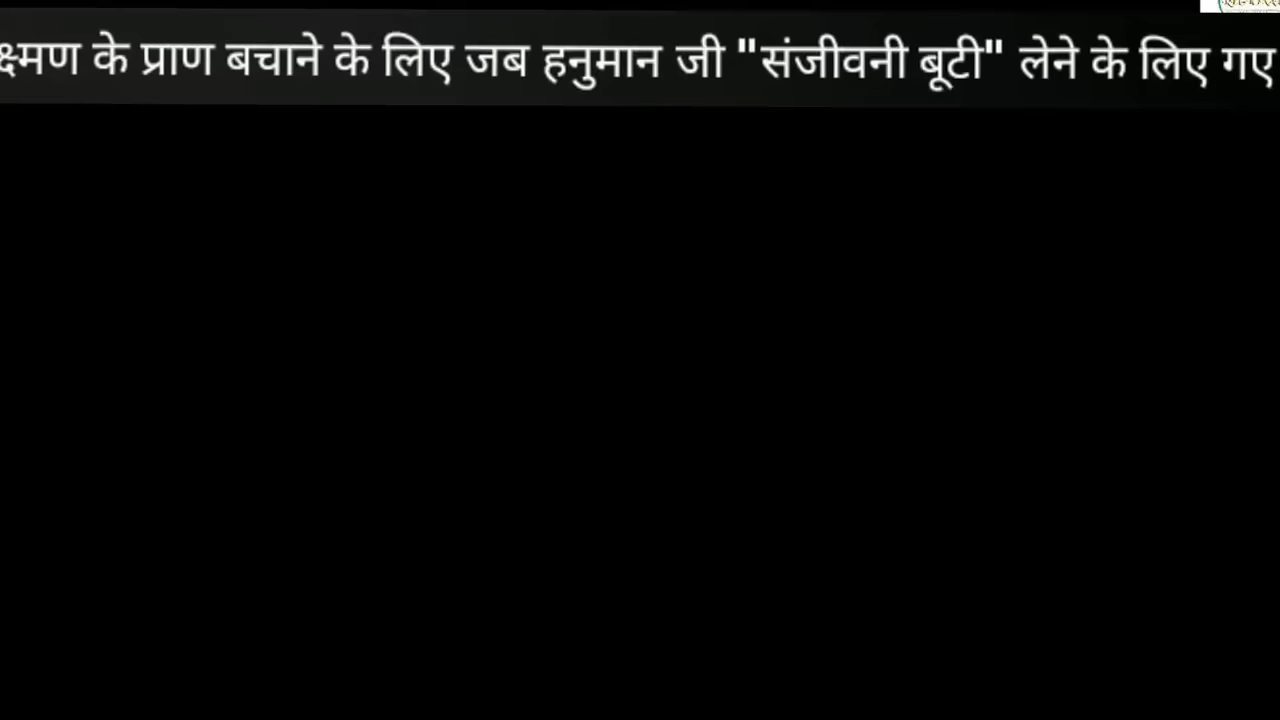 क्ष्मण के प्राण बचाने के लिए जब हनुमान जी "संजीवनी बूटी" लेने के लिए गए